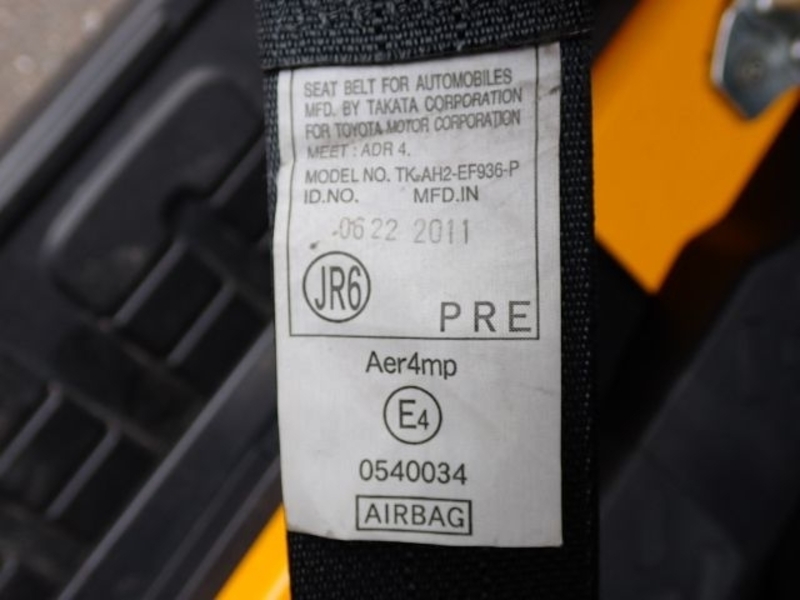 SEAT BELT FOR AUTOMOBILES
MFD. BY TAKATA CORPORATION
FOR TOYOTA MOTOR CORPORATION
MEET : ADR 4.
MODEL NO. TK-AH2-EF936-P
ID.NO. MFD.IN
0622 2011
JR6
PRE
Aer4mp
E4
0540034
AIRBAG